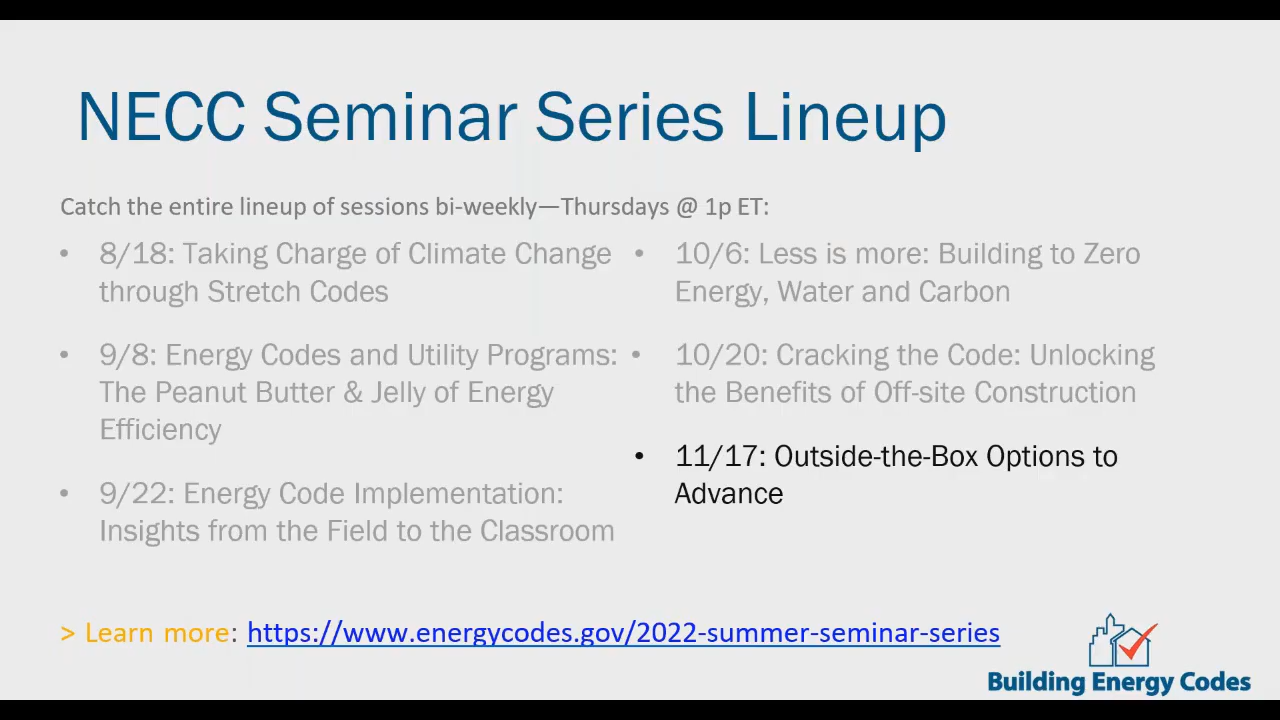 NECC Seminar Series Lineup
Catch the entire lineup of sessions bi-weekly—Thursdays @ 1p ET:
• 8/18: Taking Charge of Climate Change
through Stretch Codes
• 9/8: Energy Codes and Utility Programs:
The Peanut Butter & Jelly of Energy
Efficiency
• 9/22: Energy Code Implementation:
Insights from the Field to the Classroom
• 10/6: Less is more: Building to Zero
Energy, Water and Carbon
• 10/20: Cracking the Code: Unlocking
the Benefits of Off-site Construction
• 11/17: Outside-the-Box Options to
Advance
> Learn more: https://www.energycodes.gov/2022-summer-seminar-series
Building Energy Codes